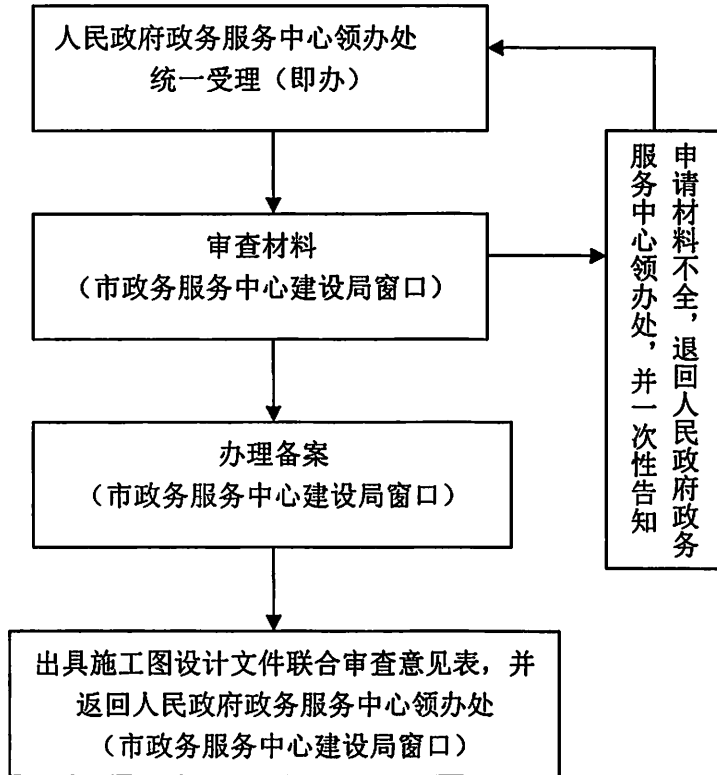 人民政府政务服务中心领办处
统一受理（即办）
审查材料
（市政务服务中心建设局窗口）
申请材料不全，退回人民政府政务
服务中心领办处，并一次性告知
办理备案
（市政务服务中心建设局窗口）
出具施工图设计文件联合审查意见表，并
返回人民政府政务服务中心领办处
（市政务服务中心建设局窗口）